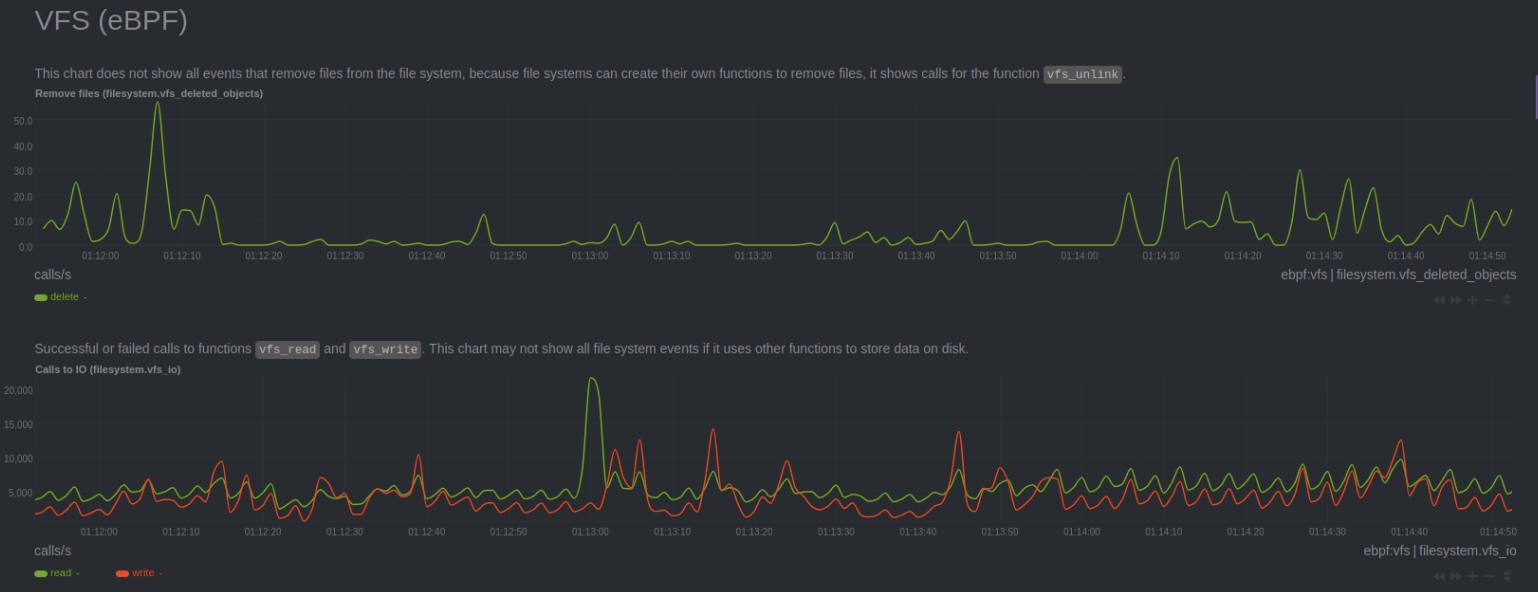 VFS (eBPF)
This chart does not show all events that remove files from the file system, because file systems can create their own functions to remove files, it shows calls for the function vfs_unlink.
Remove files (filesystem.vfs_deleted_objects)
50.0
40.0
30.0
20.0
10.0
0.0
01:12:00 01:12:10 01:12:20 01:12:30 01:12:40 01:12:50 01:13:00 01:13:10 01:13:20 01:13:30 01:13:40 01:13:50 01:14:00 01:14:10 01:14:20 01:14:30 01:14:40 01:14:50
calls/s ebpf:vfs | filesystem.vfs_deleted_objects
delete -
Successful or failed calls to functions vfs_read and vfs_write. This chart may not show all file system events if it uses other functions to store data on disk.
Calls to IO (filesystem.vfs_io)
20,000
15,000
10,000
5,000
01:12:00 01:12:10 01:12:20 01:12:30 01:12:40 01:12:50 01:13:00 01:13:10 01:13:20 01:13:30 01:13:40 01:13:50 01:14:00 01:14:10 01:14:20 01:14:30 01:14:40 01:14:50
calls/s ebpf:vfs | filesystem.vfs_io
read - write -